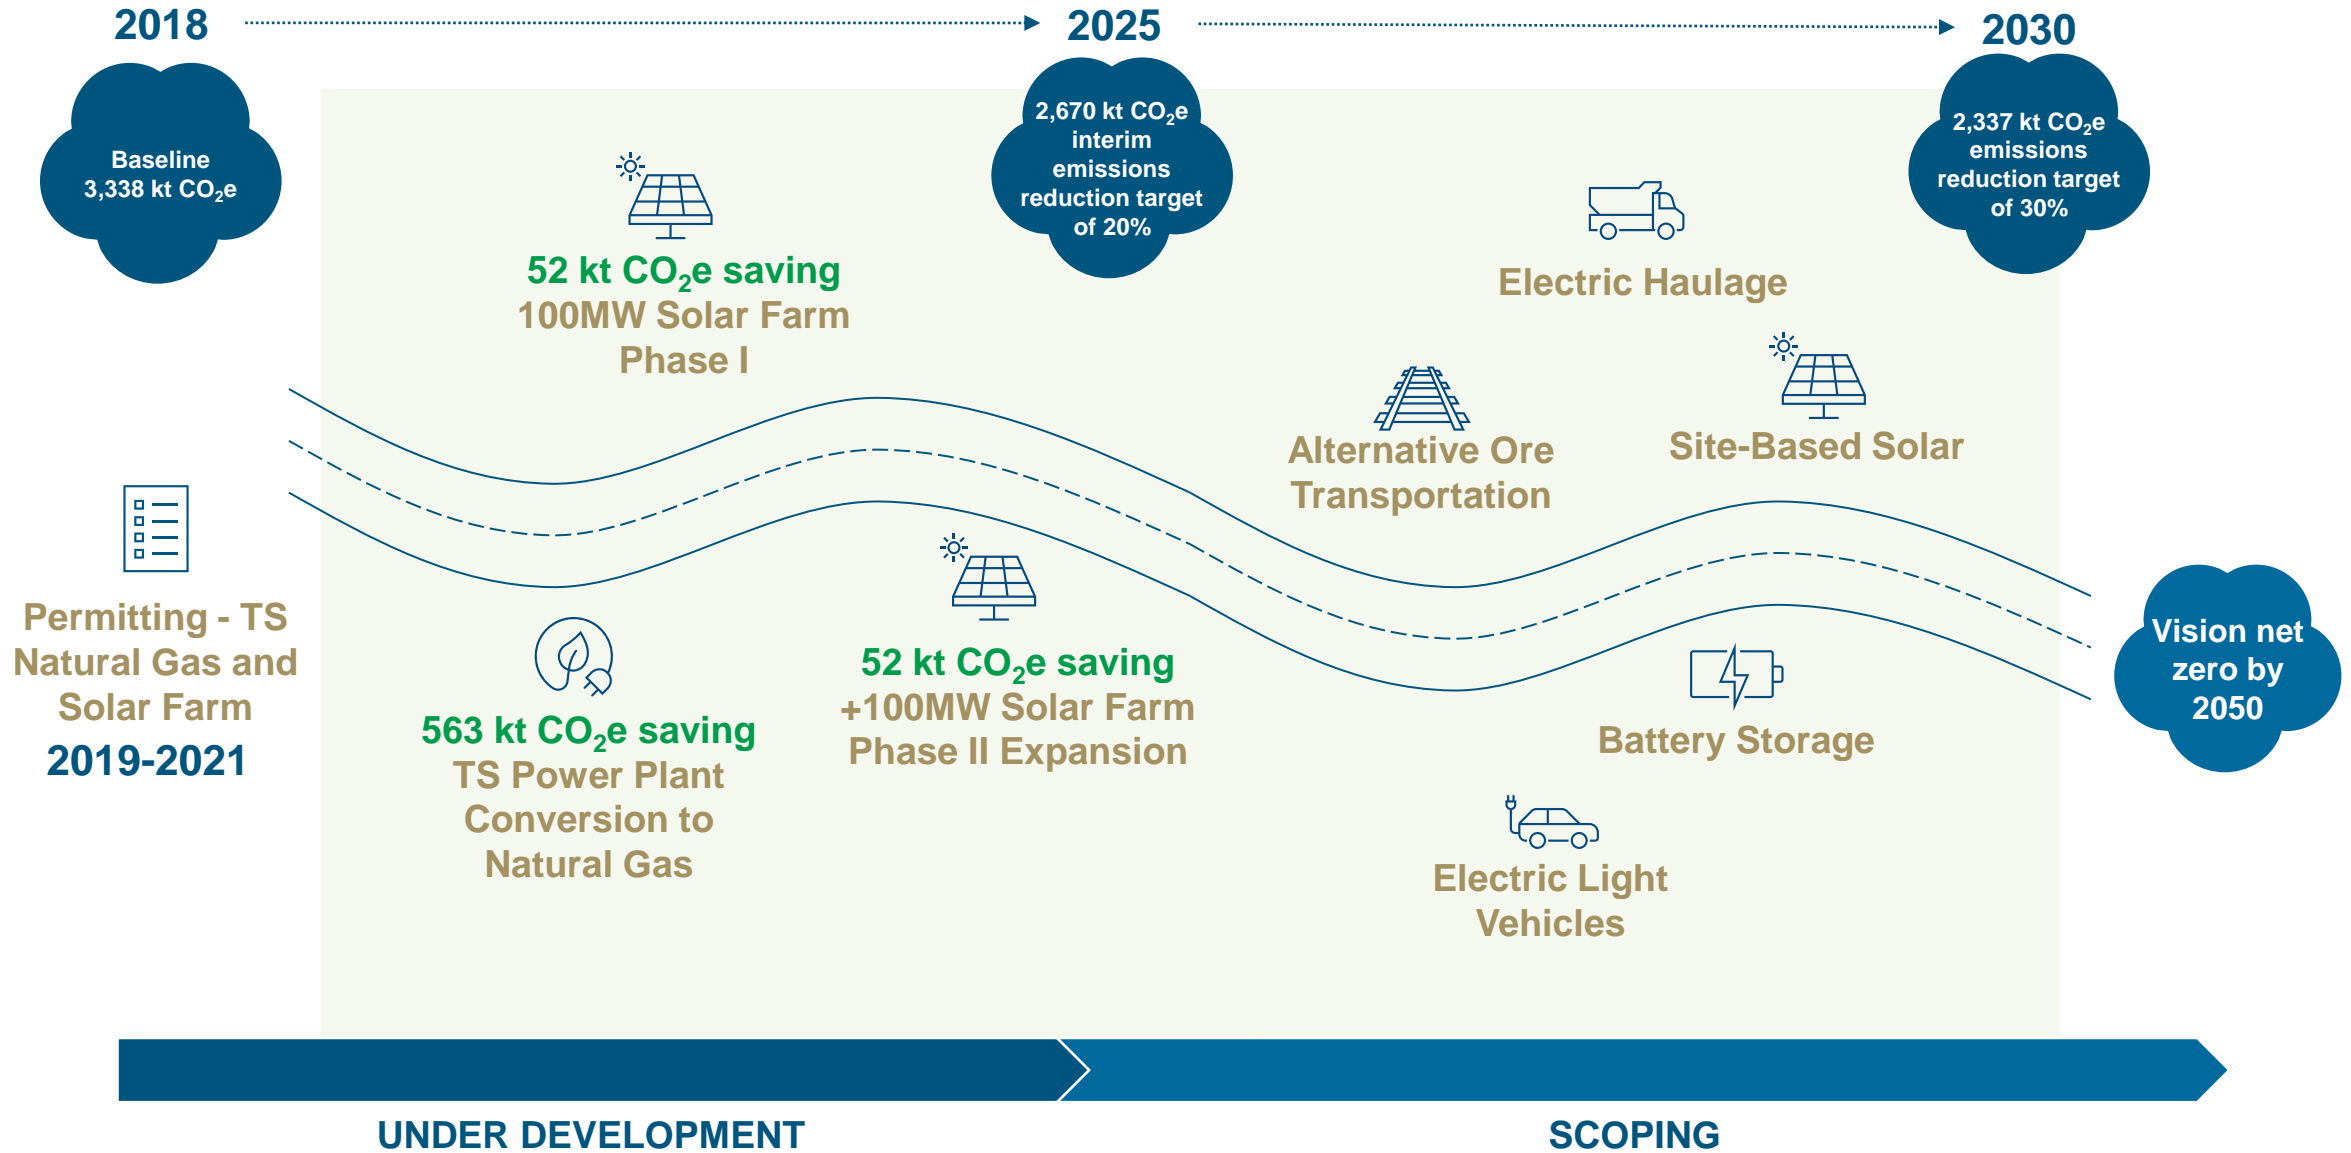 2018
2025
2030
Baseline
3,338 kt CO₂e
2,670 kt CO₂e
interim
emissions
reduction target
of 20%
2,337 kt CO₂e
emissions
reduction target
of 30%
52 kt CO₂e saving
100MW Solar Farm
Phase I
Electric Haulage
Alternative Ore
Transportation
Site-Based Solar
Permitting - TS
Natural Gas and
Solar Farm
2019-2021
563 kt CO₂e saving
TS Power Plant
Conversion to
Natural Gas
52 kt CO₂e saving
+100MW Solar Farm
Phase II Expansion
Battery Storage
Electric Light
Vehicles
Vision net
zero by
2050
UNDER DEVELOPMENT
SCOPING